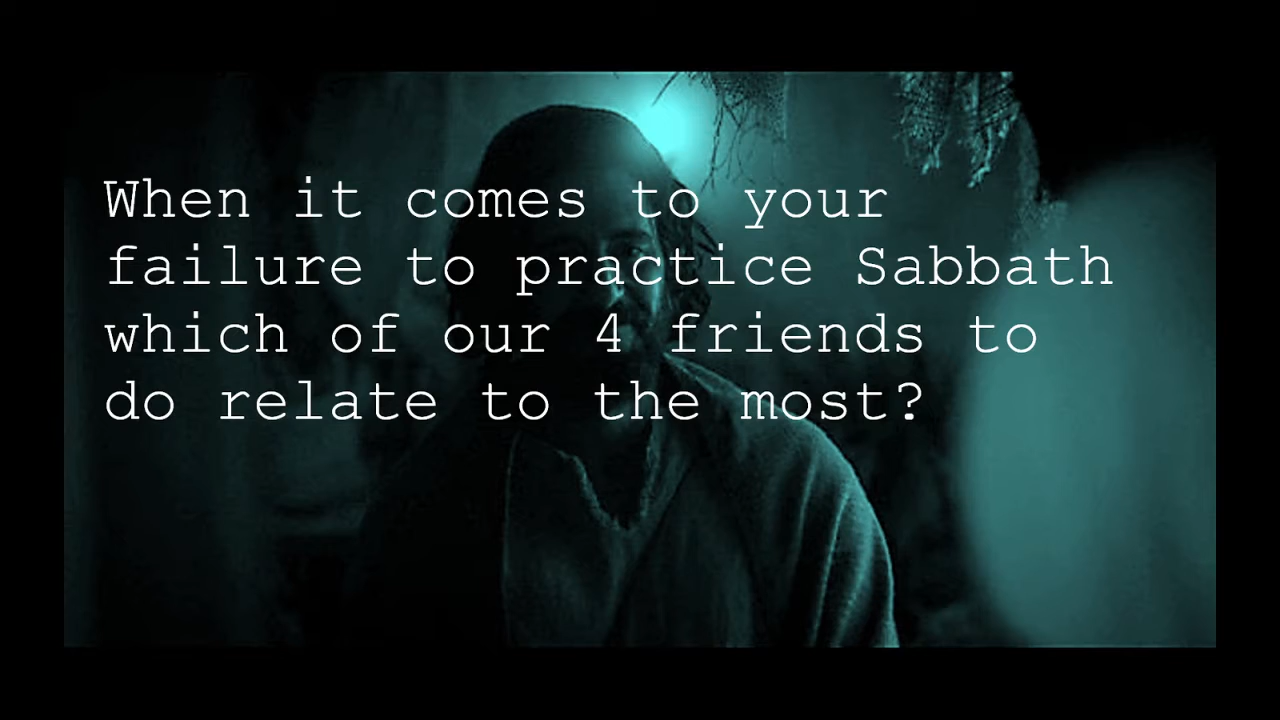 When it comes to your
failure to practice Sabbath
which of our 4 friends to
do relate to the most?